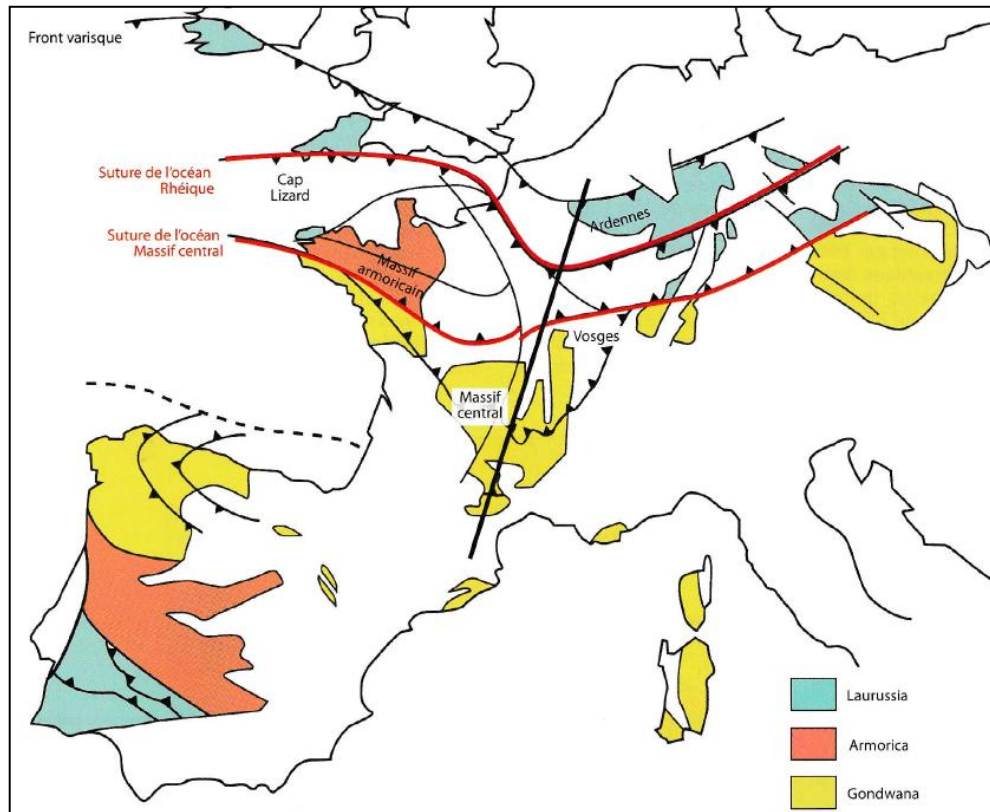 Front varisque
Suture de l'océan
Rhéique
Cap
Lizard
Ardennes
Suture de l'océan
Massif central
Massif
armoricain
Vosges
Massif
central
Laurussia
Armorica
Gondwana